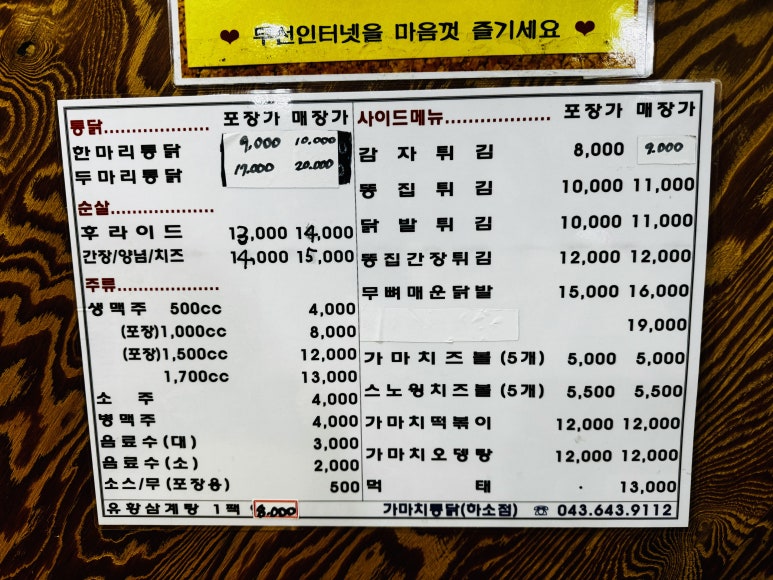 ❤ 무선인터넷을 마음껏 즐기세요 ❤
통닭.................... 포장가 매장가
한마리통닭 9,000 10.000
두마리통닭 17.000 20.000
순살....................
후라이드 13,000 14,000
간장/양념/치즈 14,000 15,000
주류....................
생맥주 500cc 4,000
(포장)1,000cc 8,000
(포장)1,500cc 12,000
1,700cc 13,000
소 주 4,000
병맥주 4,000
음료수(대) 3,000
음료수(소) 2,000
소스/무(포장용) 500
유황삼계탕 1팩 8,000
사이드메뉴.................... 포장가 매장가
감자튀김 8,000 9.000
똥집튀김 10,000 11,000
닭발튀김 10,000 11,000
똥집간장튀김 12,000 12,000
무뼈매운닭발 15,000 16,000
19,000
가마치즈볼(5개) 5,000 5,000
스노윙치즈볼(5개) 5,500 5,500
가마치떡볶이 12,000 12,000
가마치오뎅탕 12,000 12,000
먹 태 · 13,000
가마치통닭(하소점) ☏ 043.643.9112